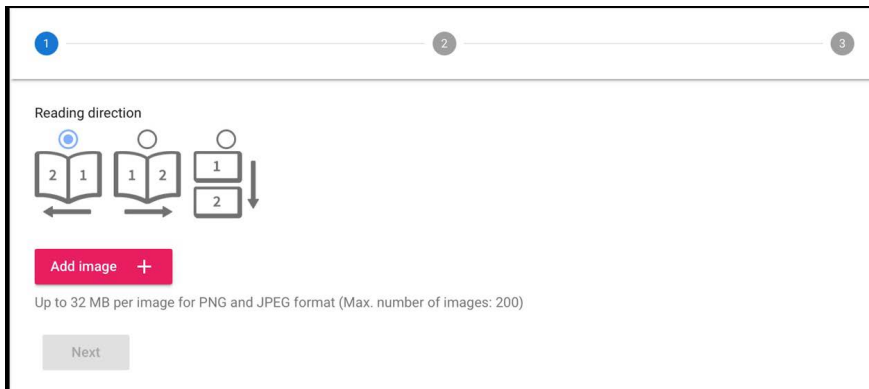 1 2 3
Reading direction
2 1 1 2 1
2
Add image +
Up to 32 MB per image for PNG and JPEG format (Max. number of images: 200)
Next